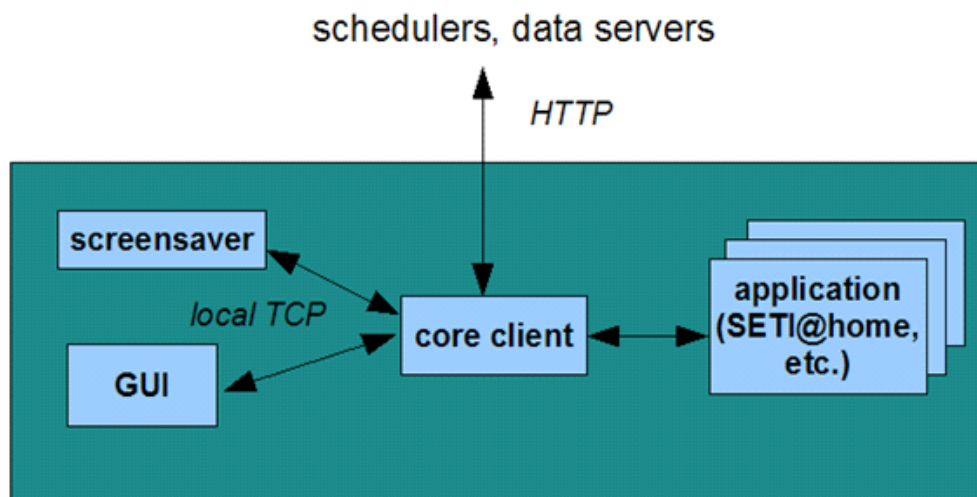 schedulers, data servers
HTTP
screensaver
local TCP
GUI
core client
application
(SETI@home,
etc.)